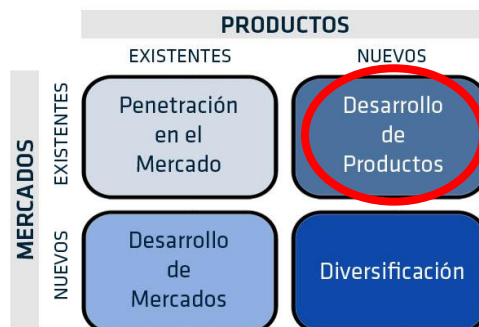 PRODUCTOS
EXISTENTES
NUEVOS
MERCADOS
EXISTENTES
Penetración
en el
Mercado
Desarrollo
de
Productos
NUEVOS
Desarrollo
de
Mercados
Diversificación